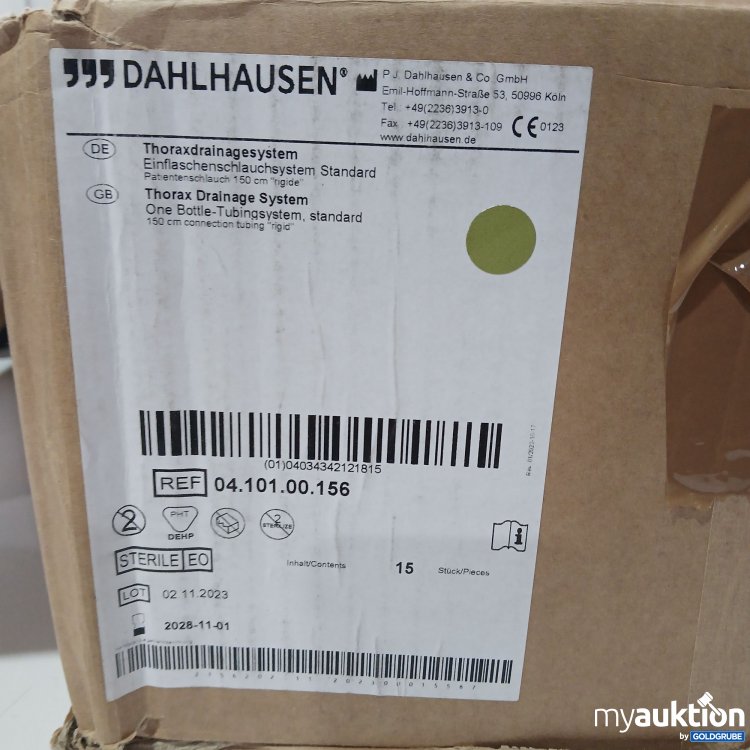 DAHLHAUSEN®
P.J. Dahlhausen & Co. GmbH
Emil-Hoffmann-Straße 53, 50996 Köln
Tel. +49(2236)3913-0
Fax +49(2236)3913-109
www.dahlhausen.de
CE 0123
DE
Thoraxdrainagesystem
Einflaschenschlauchsystem Standard
Patientenschlauch 150 cm "rigide"
GB
Thorax Drainage System
One Bottle-Tubingsystem, standard
150 cm connection tubing "rigid"
(01)04034342121815
REF 04.101.00.156
2
PHT
DEHP
2
STERILIZE
STERILE EO
Inhalt/Contents 15 Stück/Pieces
LOT 02.11.2023
2028-11-01
myauktion
by GOLDGRUBE